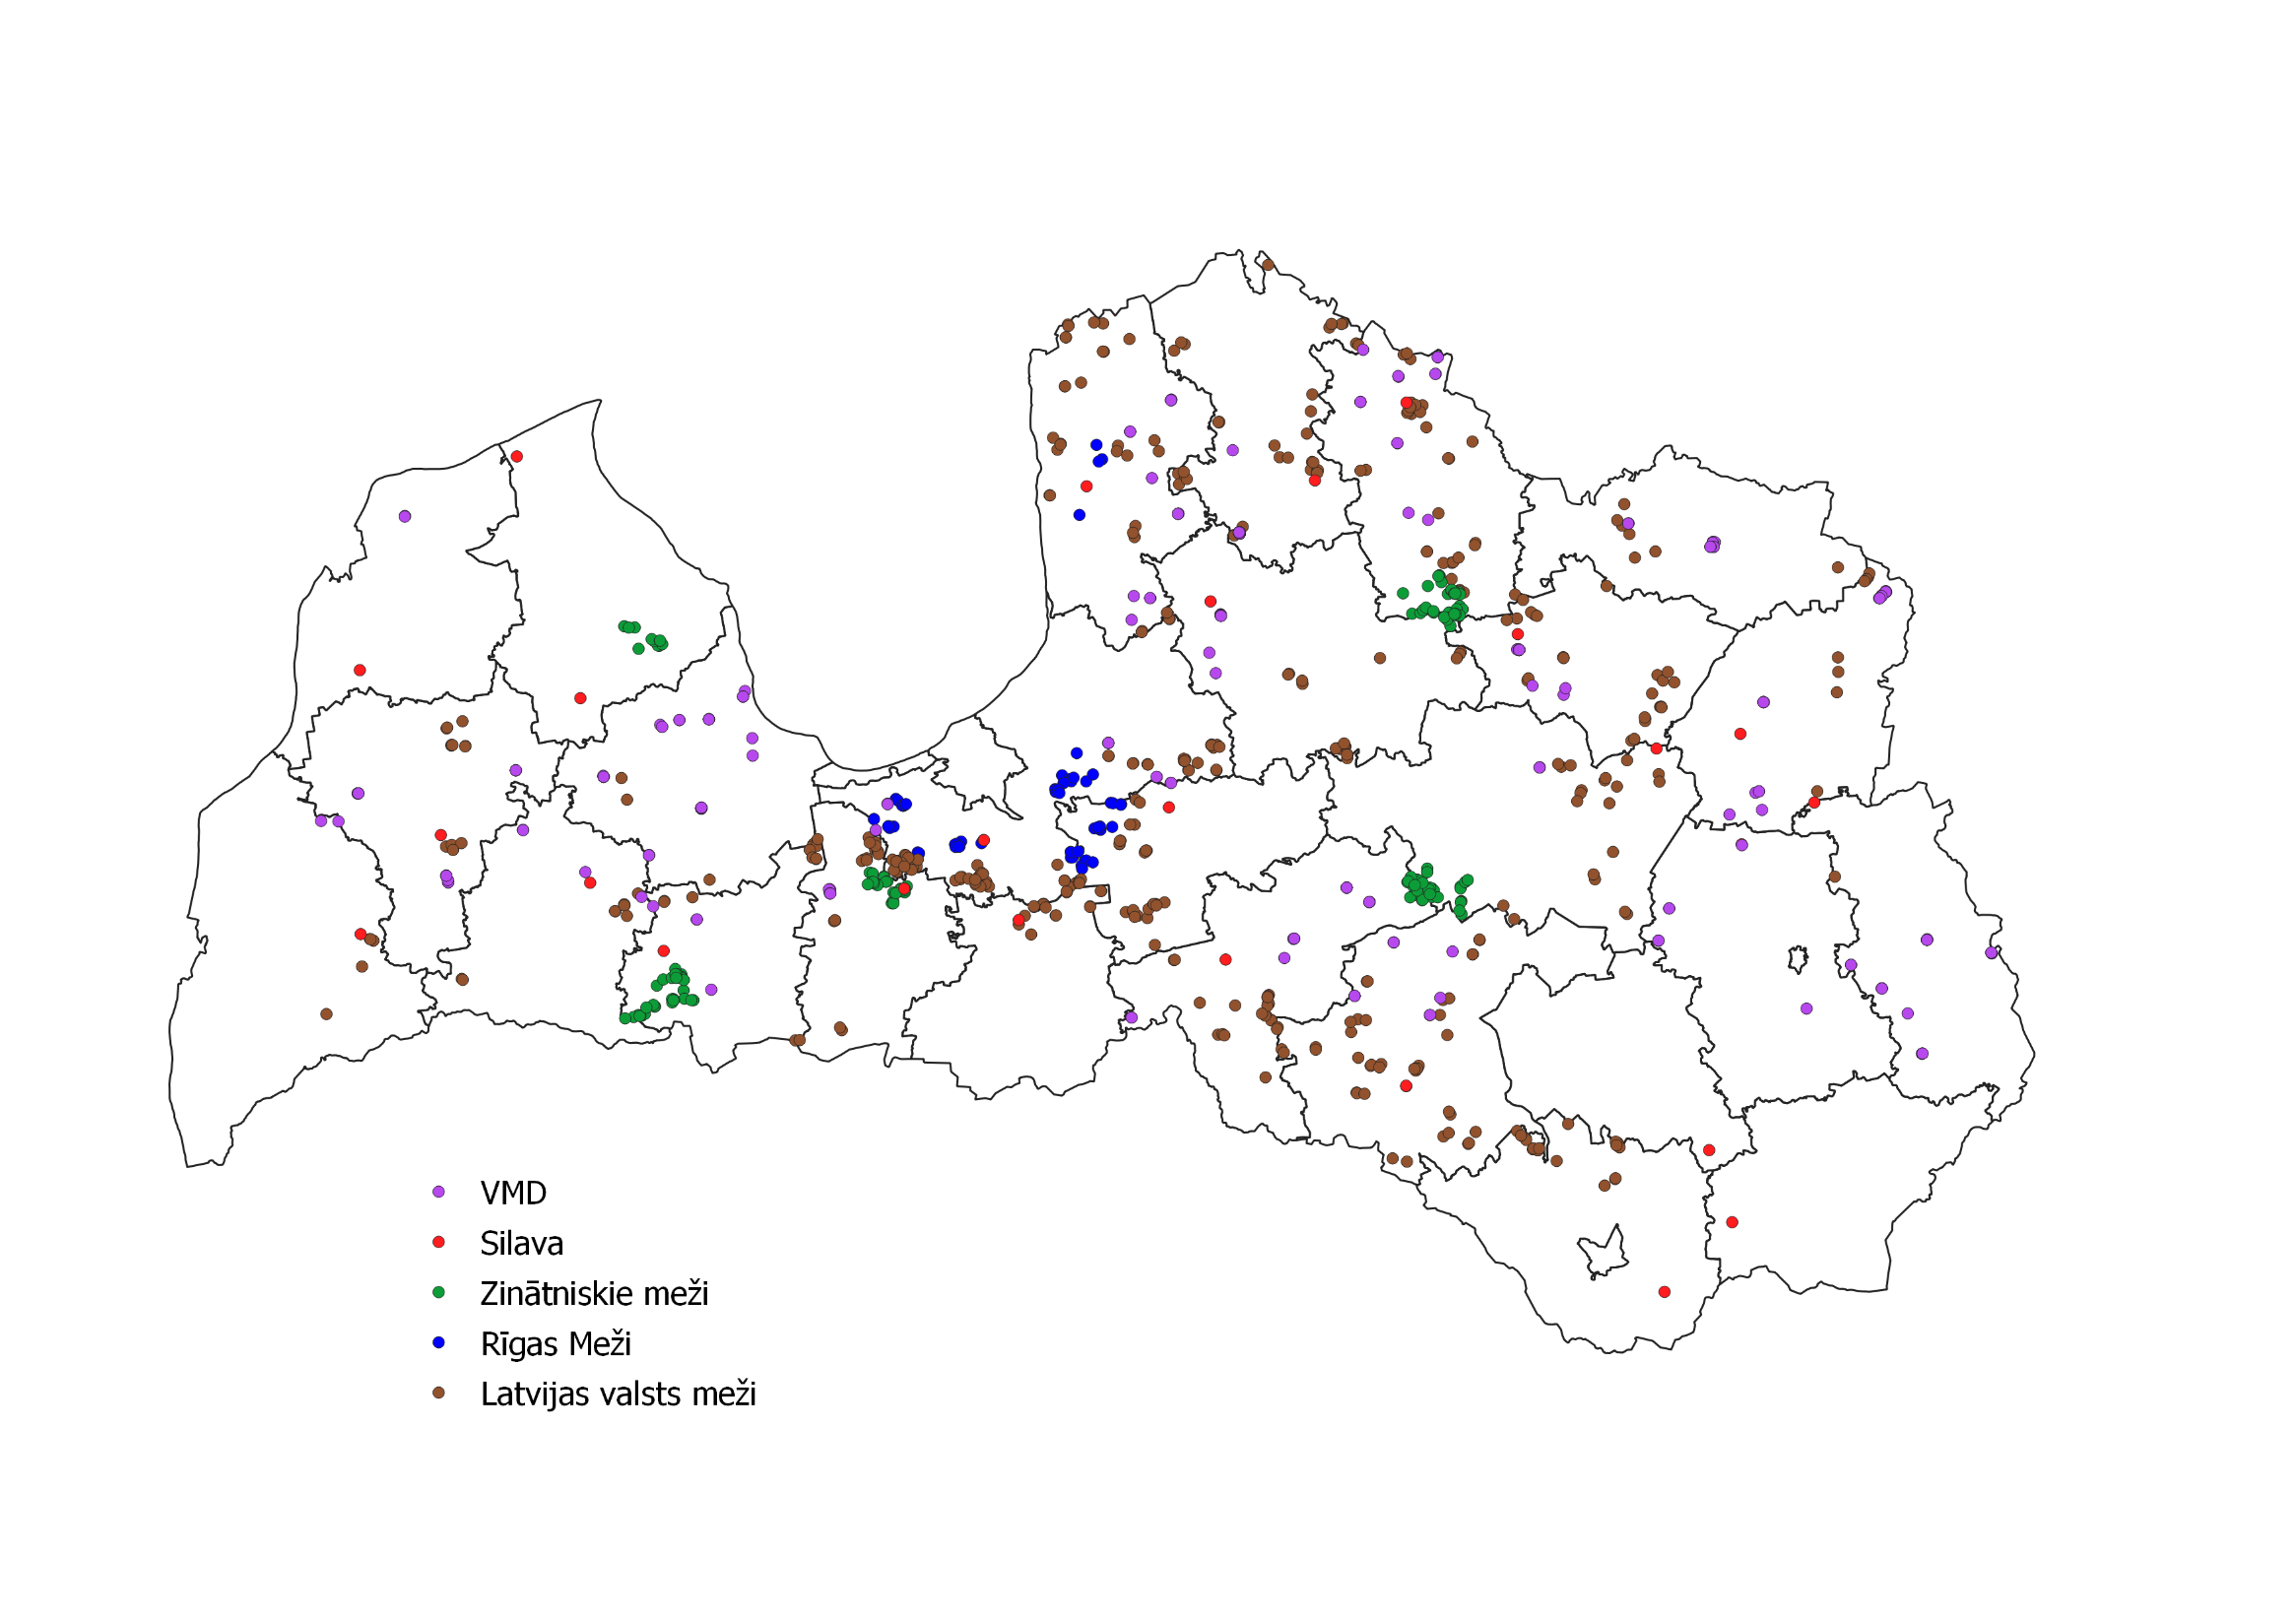 VMD
Silava
Zinātniskie meži
Rīgas Meži
Latvijas valsts meži